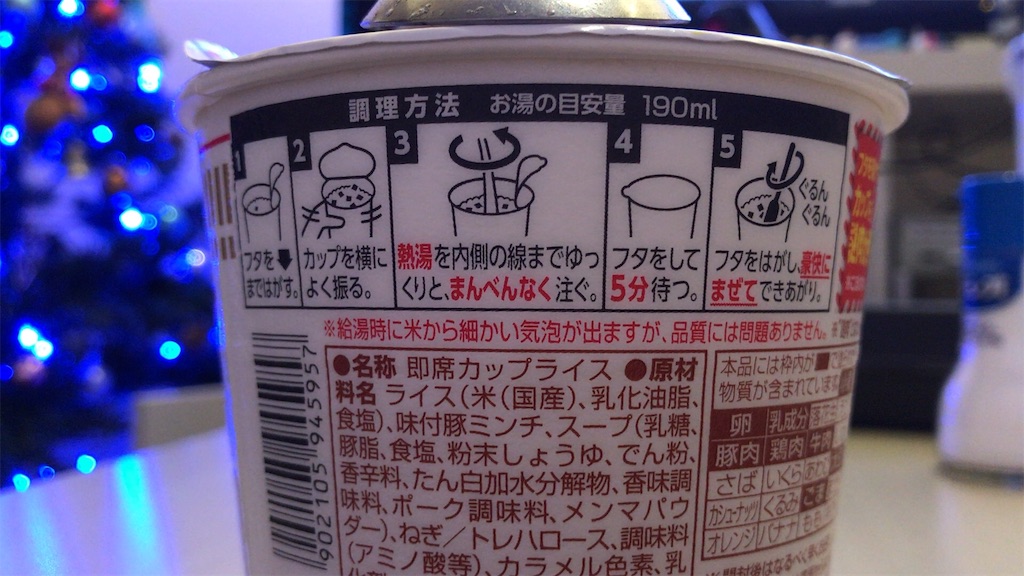 調理方法 お湯の目安量 190ml
1
フタを⬇
まではがす。
2
カップを横に
よく振る。
3
熱湯を内側の線までゆっ
くりと、まんべんなく注ぐ。
4
フタをして
5分待つ。
5
ぐるん
ぐるん
フタをはがし、豪快に
まぜてできあがり。
※給湯時に米から細かい気泡が出ますが、品質には問題ありません。
●名称 即席カップライス ●原材
料名 ライス(米(国産)、乳化油脂、
食塩)、味付豚ミンチ、スープ(乳糖、
豚脂、食塩、粉末しょうゆ、でん粉、
香辛料、たん白加水分解物、香味調
味料、ポーク調味料、メンマパウ
ダー)、ねぎ/トレハロース、調味料
(アミノ酸等)、カラメル色素、乳
本品には枠内が■
物質が含まれています
卵 乳成分
豚肉 鶏肉
さば いくら
カシューナッツ くるみ ごま
オレンジ バナナ
902105 945957